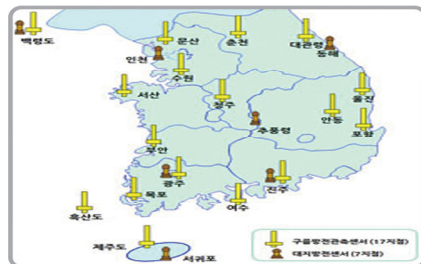 백령도
문산
춘천
대관령
동해
인천
수원
서산
청주
울진
안동
추풍령
포항
부안
광주
진주
목포
여수
흑산도
제주도
서귀포
구름방전관측센서 (17지점)
대지방전센서 (7지점)